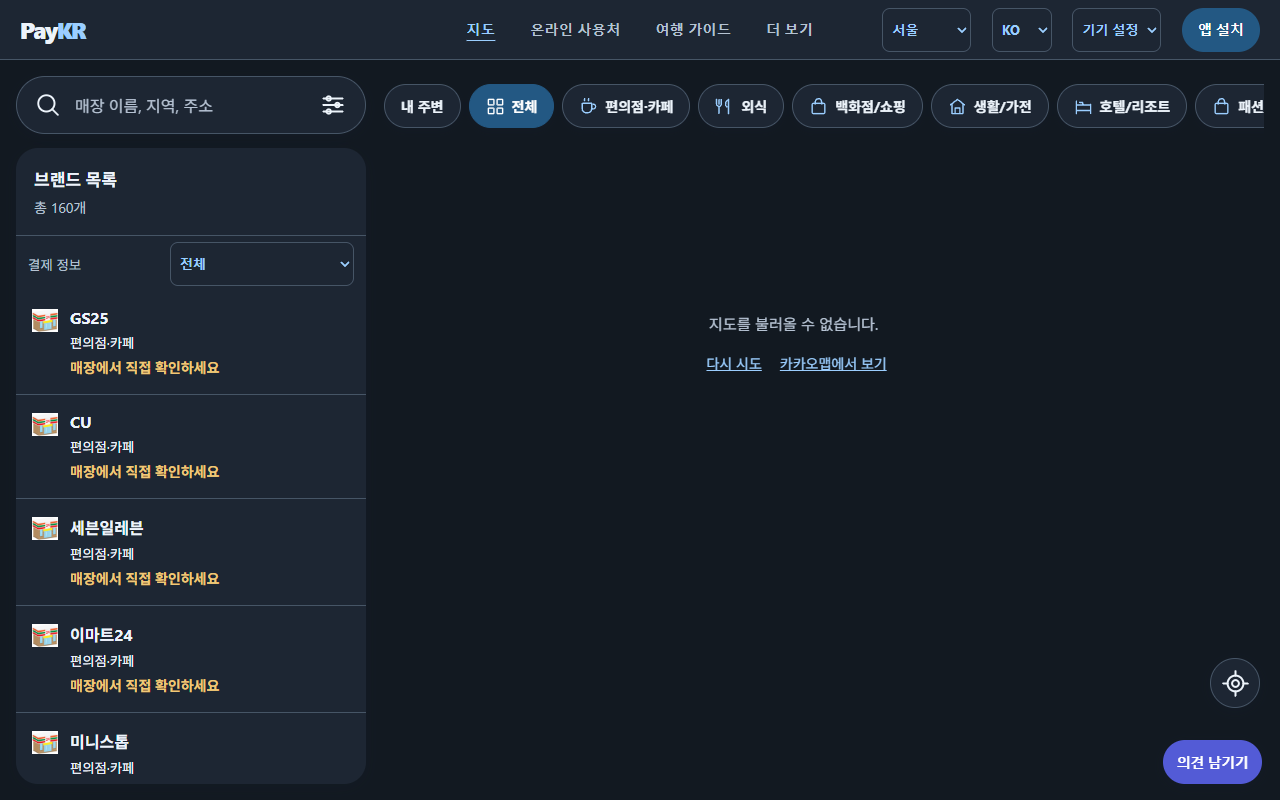 PayKR
지도 온라인 사용처 여행 가이드 더 보기 서울 KO 기기 설정 앱 설치
매장 이름, 지역, 주소
내 주변 전체 편의점·카페 외식 백화점/쇼핑 생활/가전 호텔/리조트 패션
브랜드 목록
총 160개
결제 정보 전체
GS25
편의점·카페
매장에서 직접 확인하세요
CU
편의점·카페
매장에서 직접 확인하세요
세븐일레븐
편의점·카페
매장에서 직접 확인하세요
이마트24
편의점·카페
매장에서 직접 확인하세요
미니스톱
편의점·카페
지도를 불러올 수 없습니다.
다시 시도 카카오맵에서 보기
의견 남기기